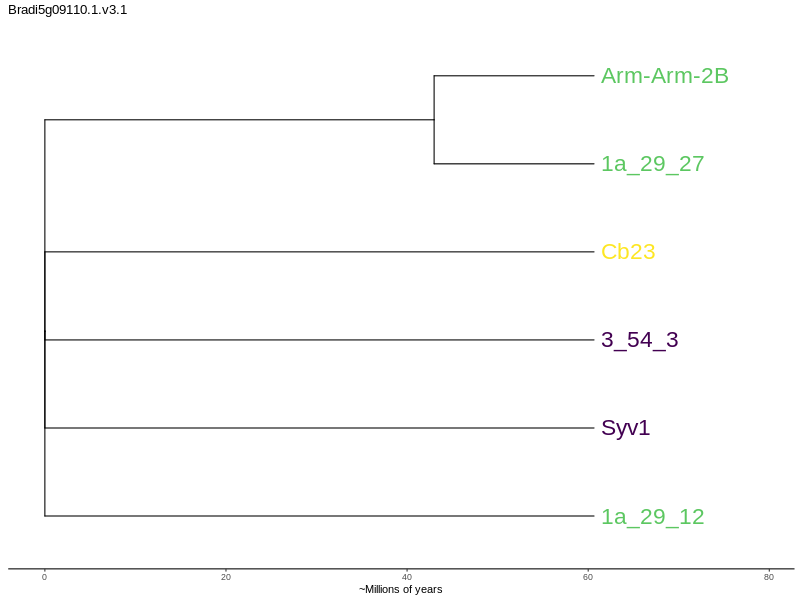 Bradi5g09110.1.v3.1
Arm-Arm-2B
1a_29_27
Cb23
3_54_3
Syv1
1a_29_12
0 20 40 60 80
~Millions of years